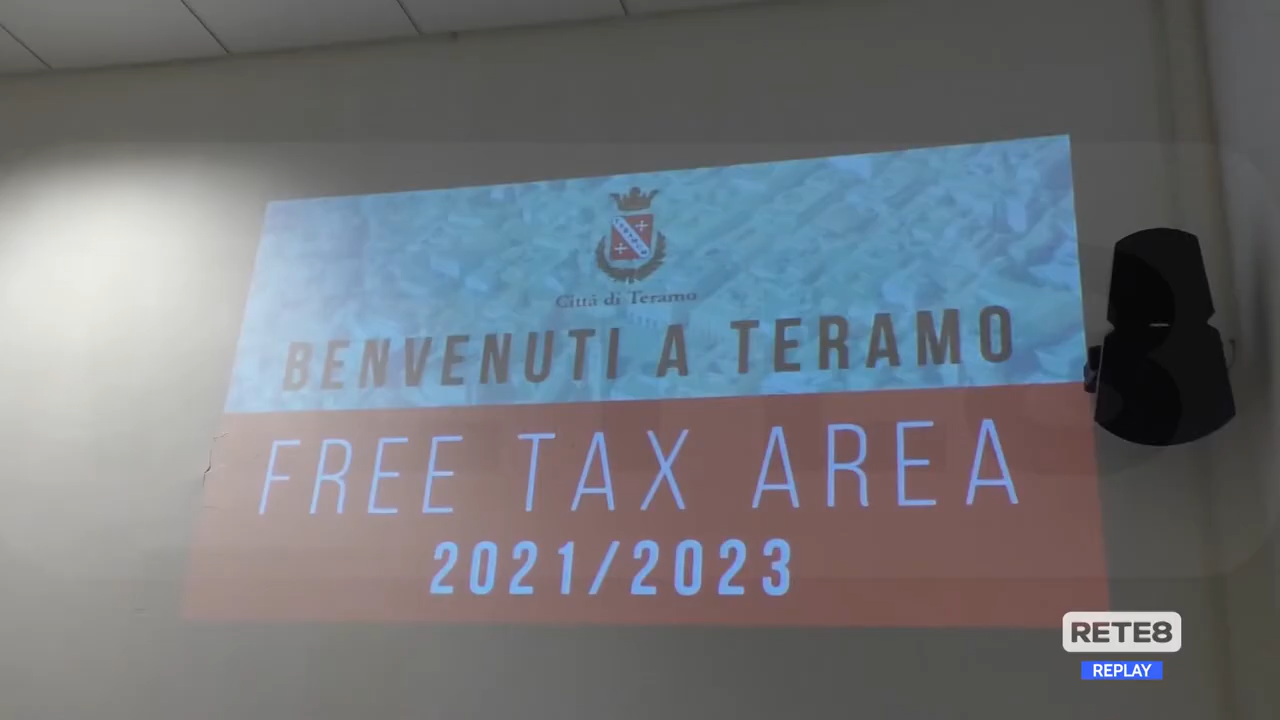 Città di Teramo
BENVENUTI A TERAMO
FREE TAX AREA
2021/2023
RETE8
REPLAY